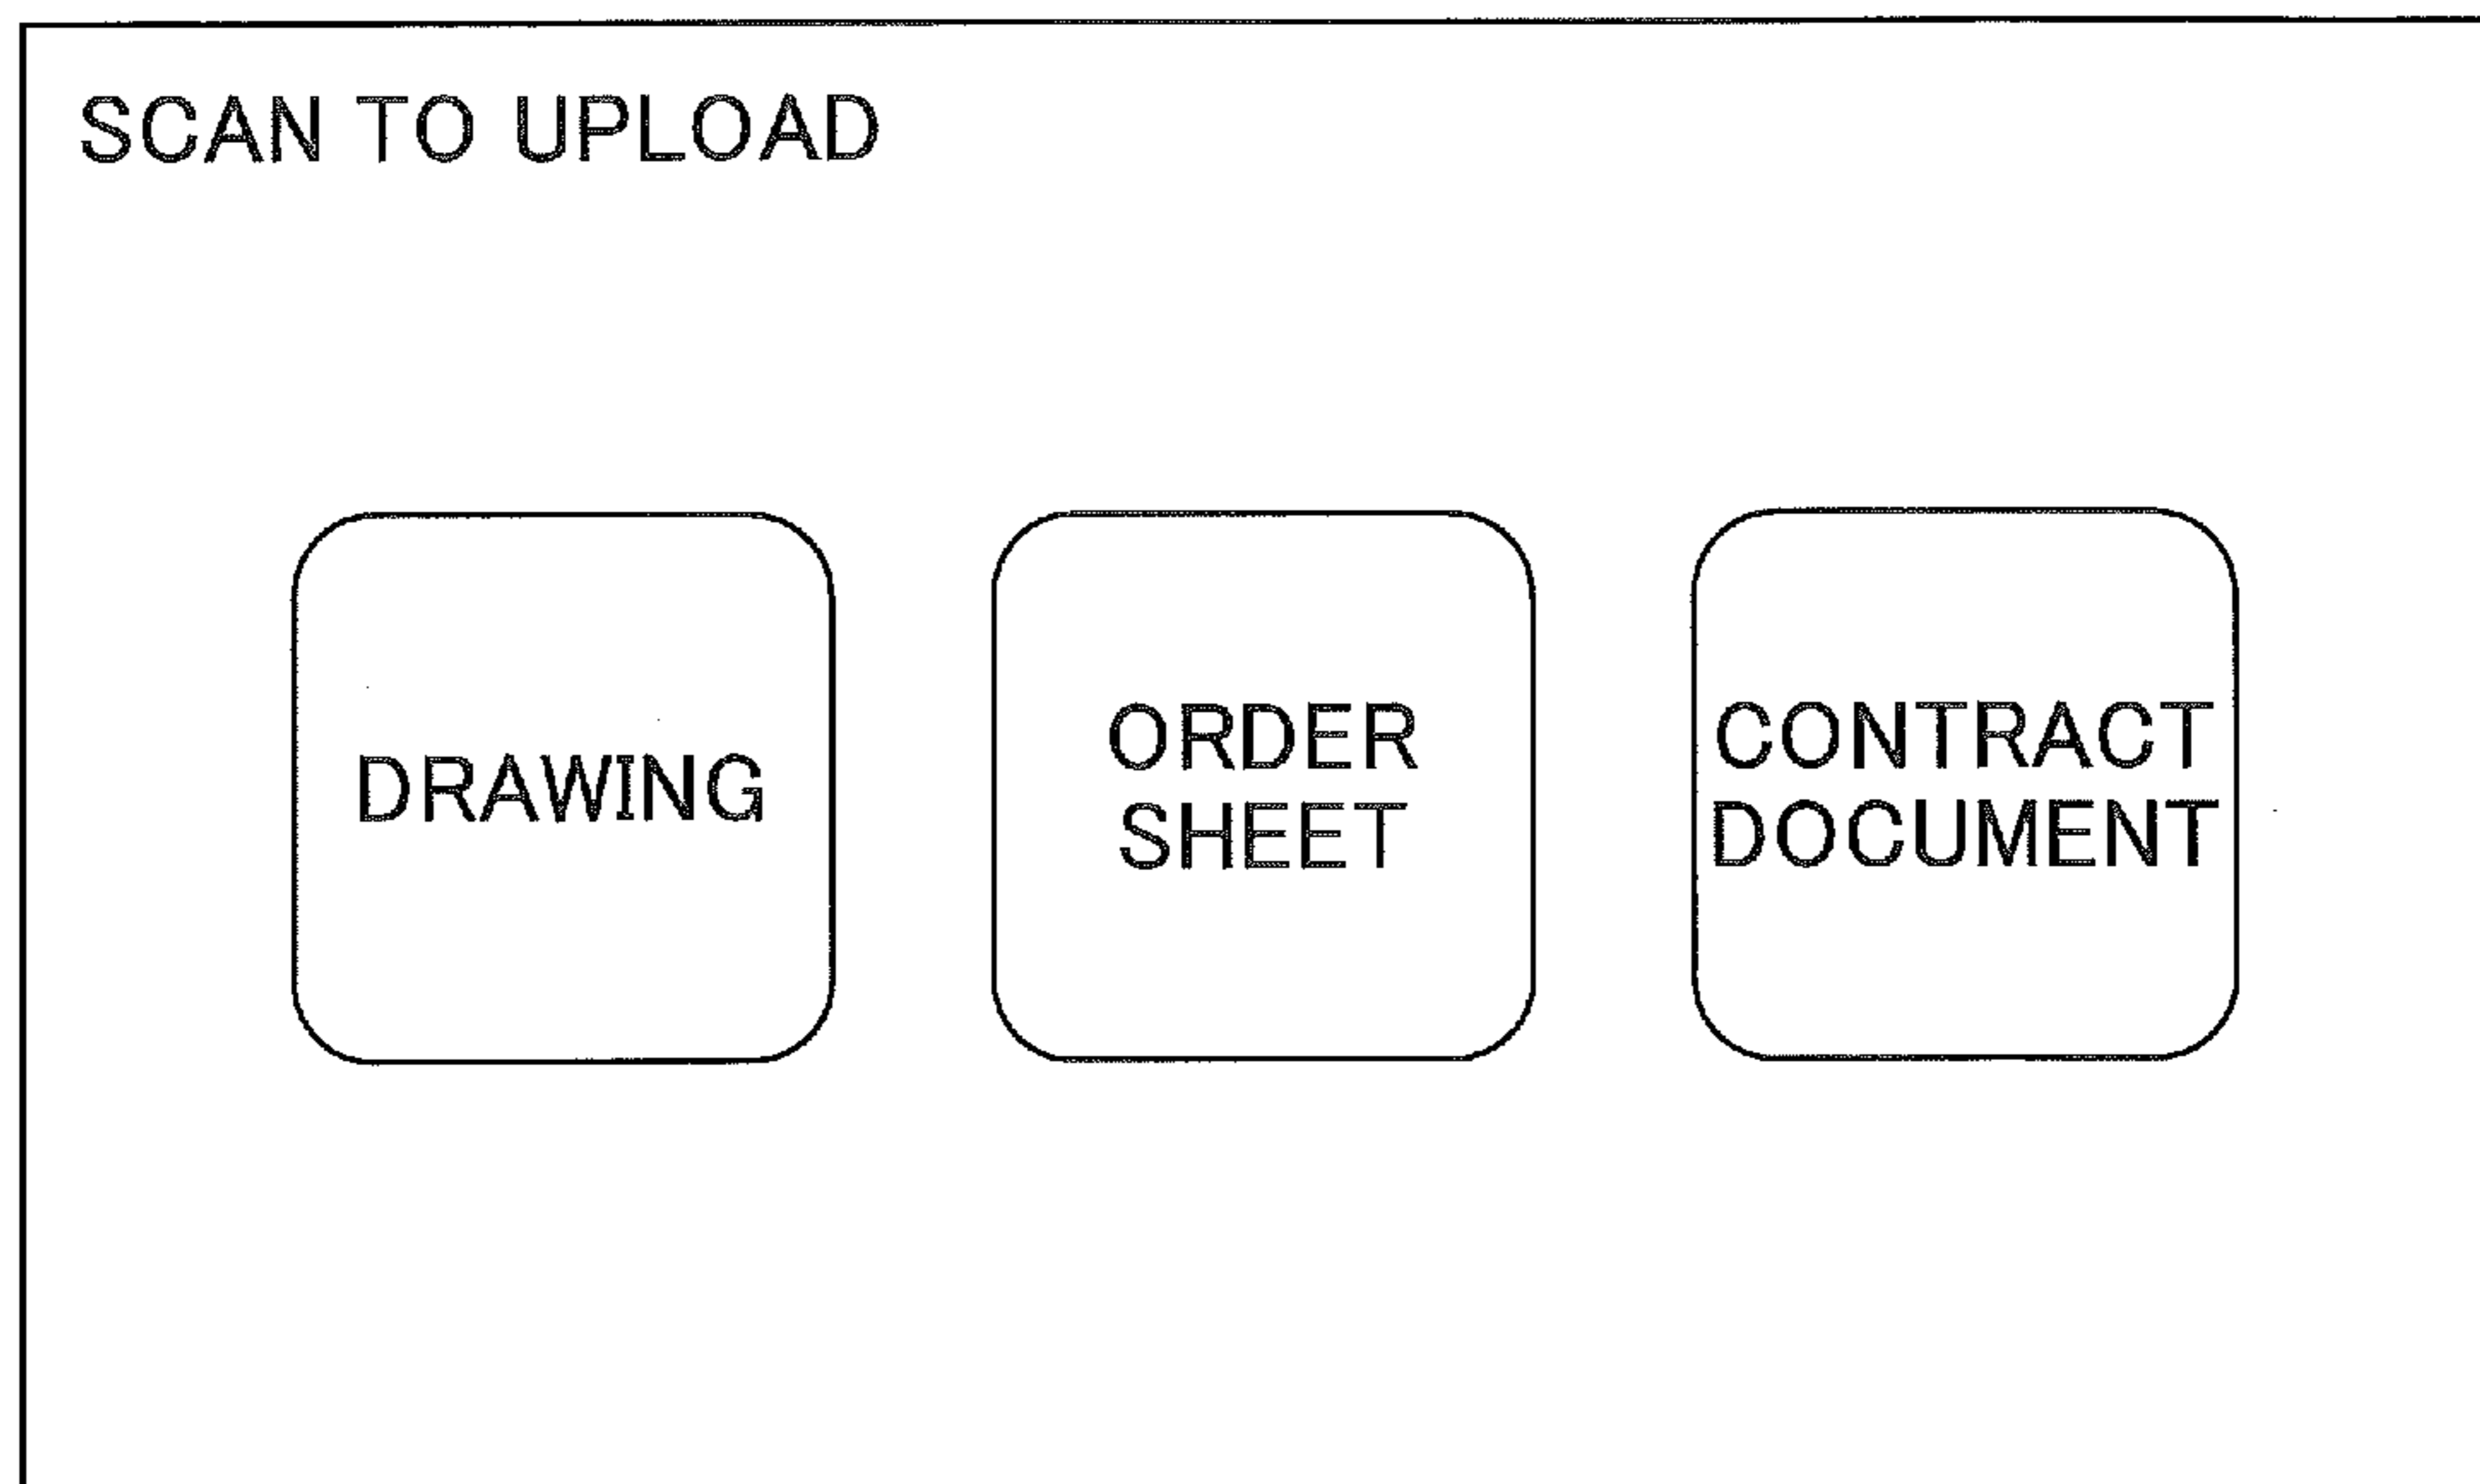 SCAN TO UPLOAD
DRAWING
ORDER
SHEET
CONTRACT
DOCUMENT